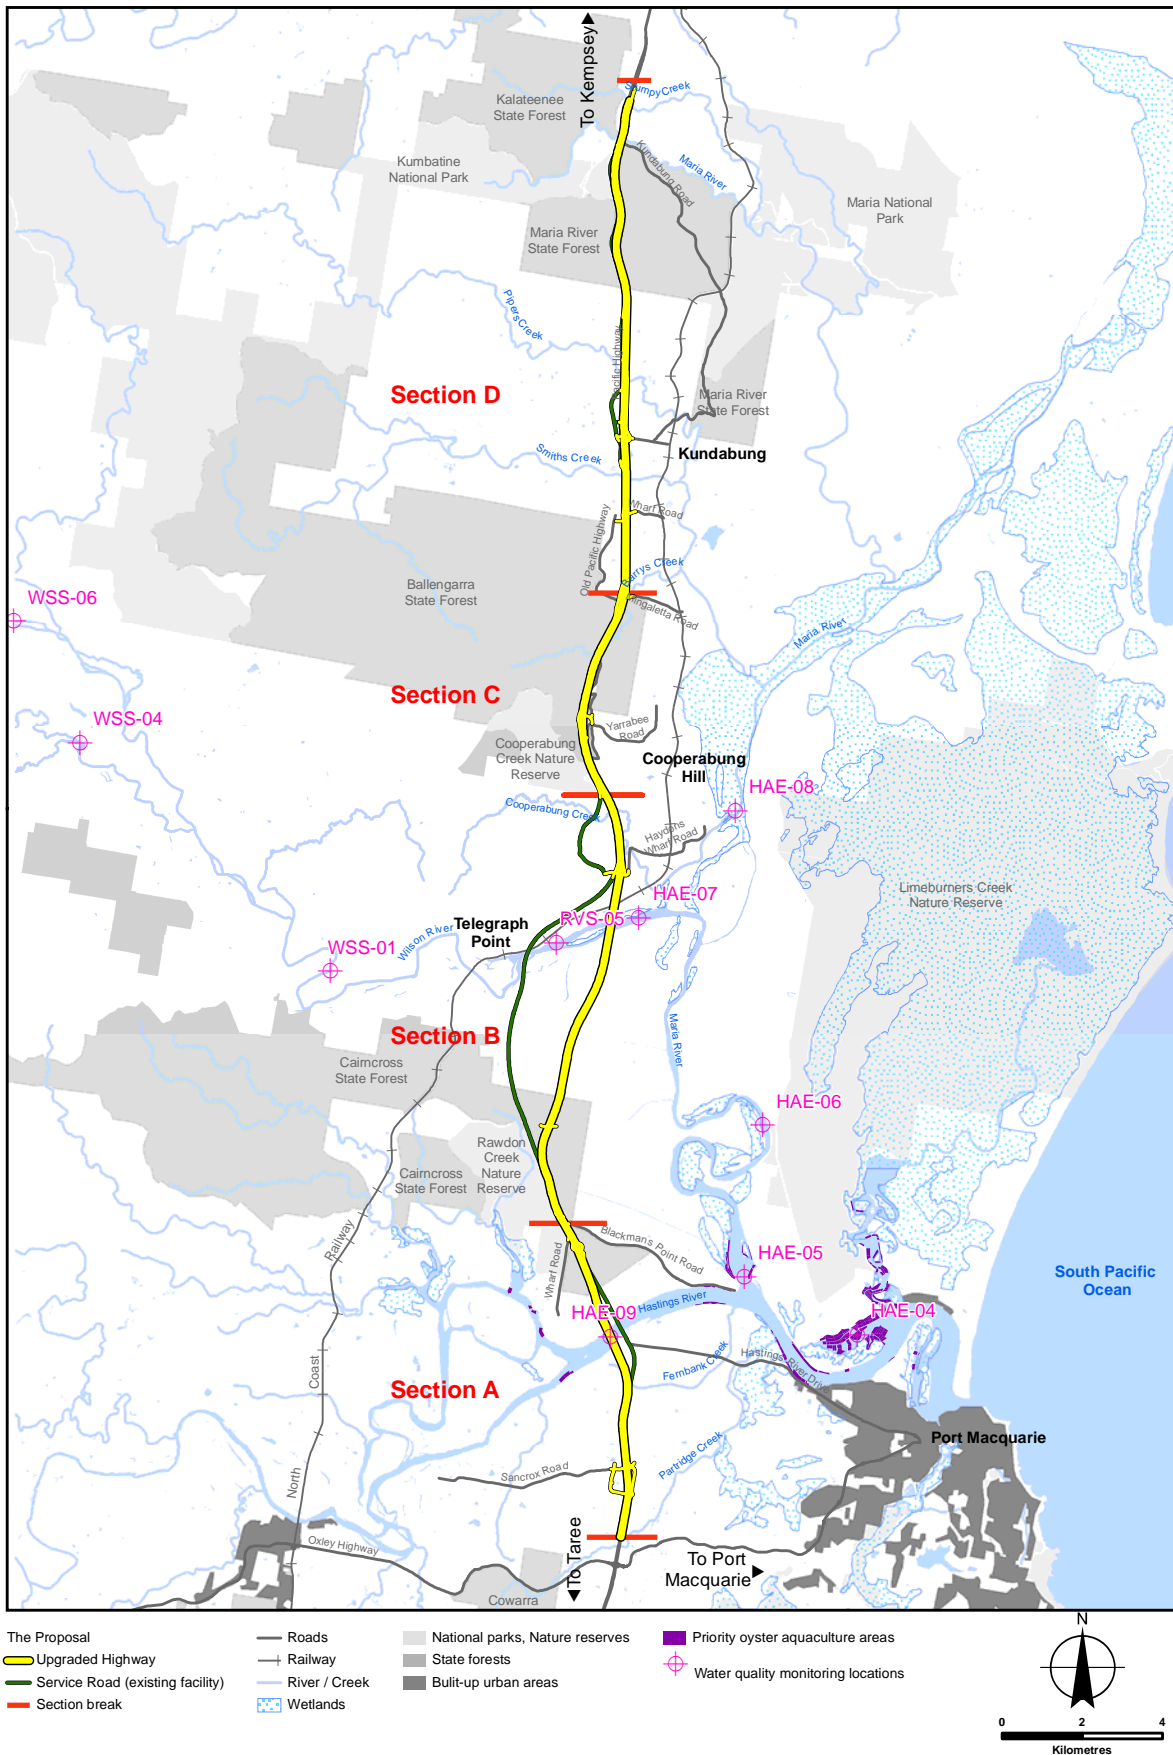 To Kempsey
Stumpy Creek
Kalateenee
State Forest
Kundabung Road
Maria River
Kumbatine
National Park
Maria National
Park
Maria River
State Forest
Pipers Creek
Pacific Highway
Section D
Maria River
State Forest
Kundabung
Smiths Creek
Wharf Road
Old Pacific Highway
Barrys Creek
Ballengarra
State Forest
WSS-06
Maria River
Section C
WSS-04
Yarrabee
Road
Cooperabung
Creek Nature
Reserve
Cooperabung
Hill
HAE-08
Cooperabung Creek
Haydons
Wharf Road
Limeburners Creek
Nature Reserve
HAE-07
RVS-05
Telegraph
Point
Wilson River
WSS-01
Maria River
Section B
Cairncross
State Forest
HAE-06
Rawdon
Creek
Nature
Reserve
Cairncross
State Forest
Railway
Wharf Road
Blackman's Point Road
HAE-05
South Pacific
Ocean
Hastings River
HAE-09
HAE-04
Hastings River Drive
Fernbank Creek
Coast
Section A
Port Macquarie
Partridge Creek
Sancrox Road
North
Oxley Highway
To Taree
To Port
Macquarie
Cowarra
The Proposal
Upgraded Highway
Service Road (existing facility)
Section break
Roads
Railway
River / Creek
Wetlands
National parks, Nature reserves
State forests
Bulit-up urban areas
Priority oyster aquaculture areas
Water quality monitoring locations
N
0 2 4
Kilometres